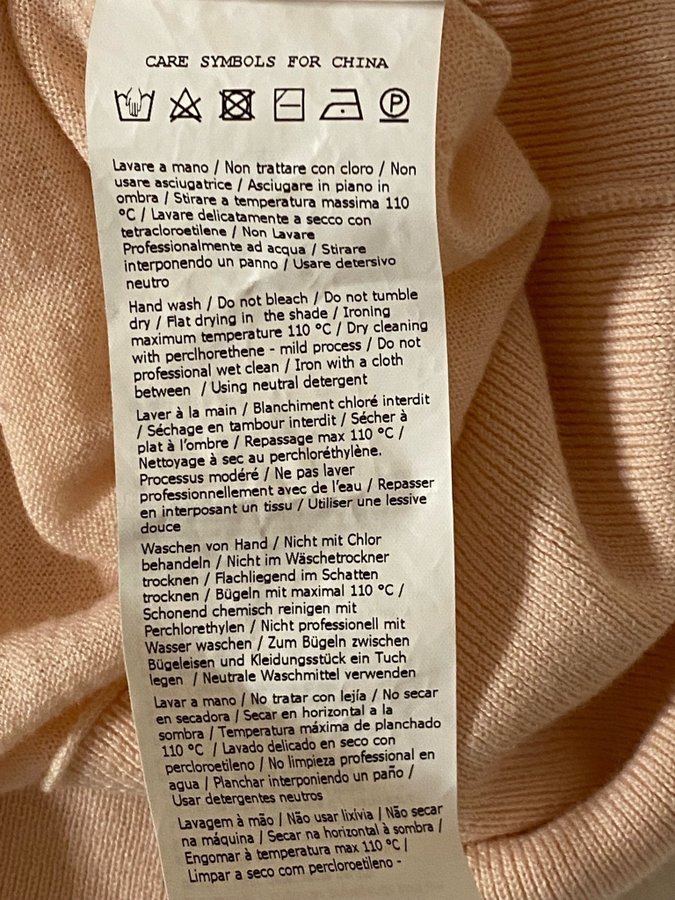 CARE SYMBOLS FOR CHINA
P
Lavare a mano / Non trattare con cloro / Non
usare asciugatrice / Asciugare in piano in
ombra / Stirare a temperatura massima 110
°C / Lavare delicatamente a secco con
tetracloroetilene / Non Lavare
Professionalmente ad acqua / Stirare
interponendo un panno / Usare detersivo
neutro
Hand wash / Do not bleach / Do not tumble
dry / Flat drying in the shade / Ironing
maximum temperature 110 °C / Dry cleaning
with perclhorethene - mild process / Do not
professional wet clean / Iron with a cloth
between / Using neutral detergent
Laver à la main / Blanchiment chloré interdit
/ Séchage en tambour interdit / Sécher à
plat à l'ombre / Repassage max 110 °C /
Nettoyage à sec au perchloréthylène.
Processus modéré / Ne pas laver
professionnellement avec de l'eau / Repasser
en interposant un tissu / Utiliser une lessive
douce
Waschen von Hand / Nicht mit Chlor
behandeln / Nicht im Wäschetrockner
trocknen / Flachliegend im Schatten
trocknen / Bügeln mit maximal 110 °C /
Schonend chemisch reinigen mit
Perchlorethylen / Nicht professionell mit
Wasser waschen / Zum Bügeln zwischen
Bügeleisen und Kleidungsstück ein Tuch
legen / Neutrale Waschmittel verwenden
Lavar a mano / No tratar con lejía / No secar
en secadora / Secar en horizontal a la
sombra / Temperatura máxima de planchado
110 °C / Lavado delicado en seco con
percloroetileno / No limpieza professional en
agua / Planchar interponiendo un paño /
Usar detergentes neutros
Lavagem à mão / Não usar lixívia / Não secar
na máquina / Secar na horizontal à sombra /
Engomar à temperatura max 110 °C /
Limpar a seco com percloroetileno -